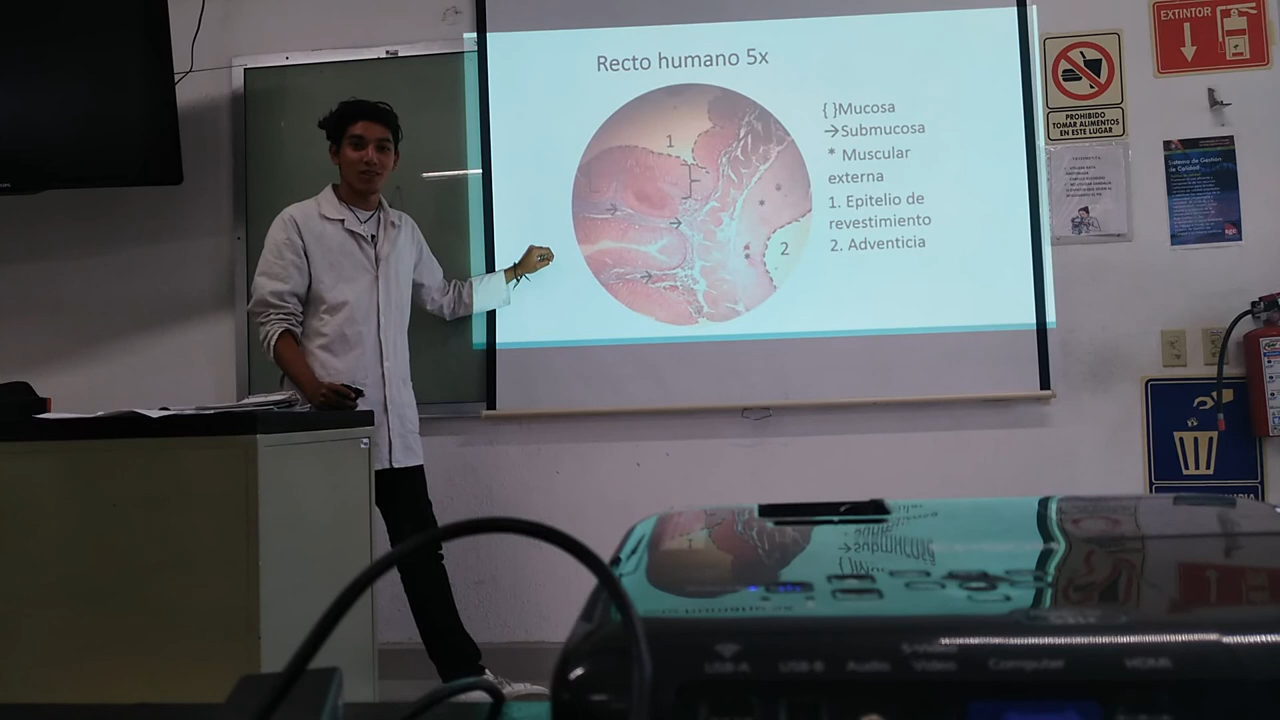 Recto humano 5x
1
2
{ }Mucosa
→Submucosa
* Muscular
externa
1. Epitelio de
revestimiento
2. Adventicia
EXTINTOR
PROHIBIDO
TOMAR ALIMENTOS
EN ESTE LUGAR
Sistema de Gestión
de Calidad
USB-A
USB-B
Audio
S-Video
Video
Computer
HDMI